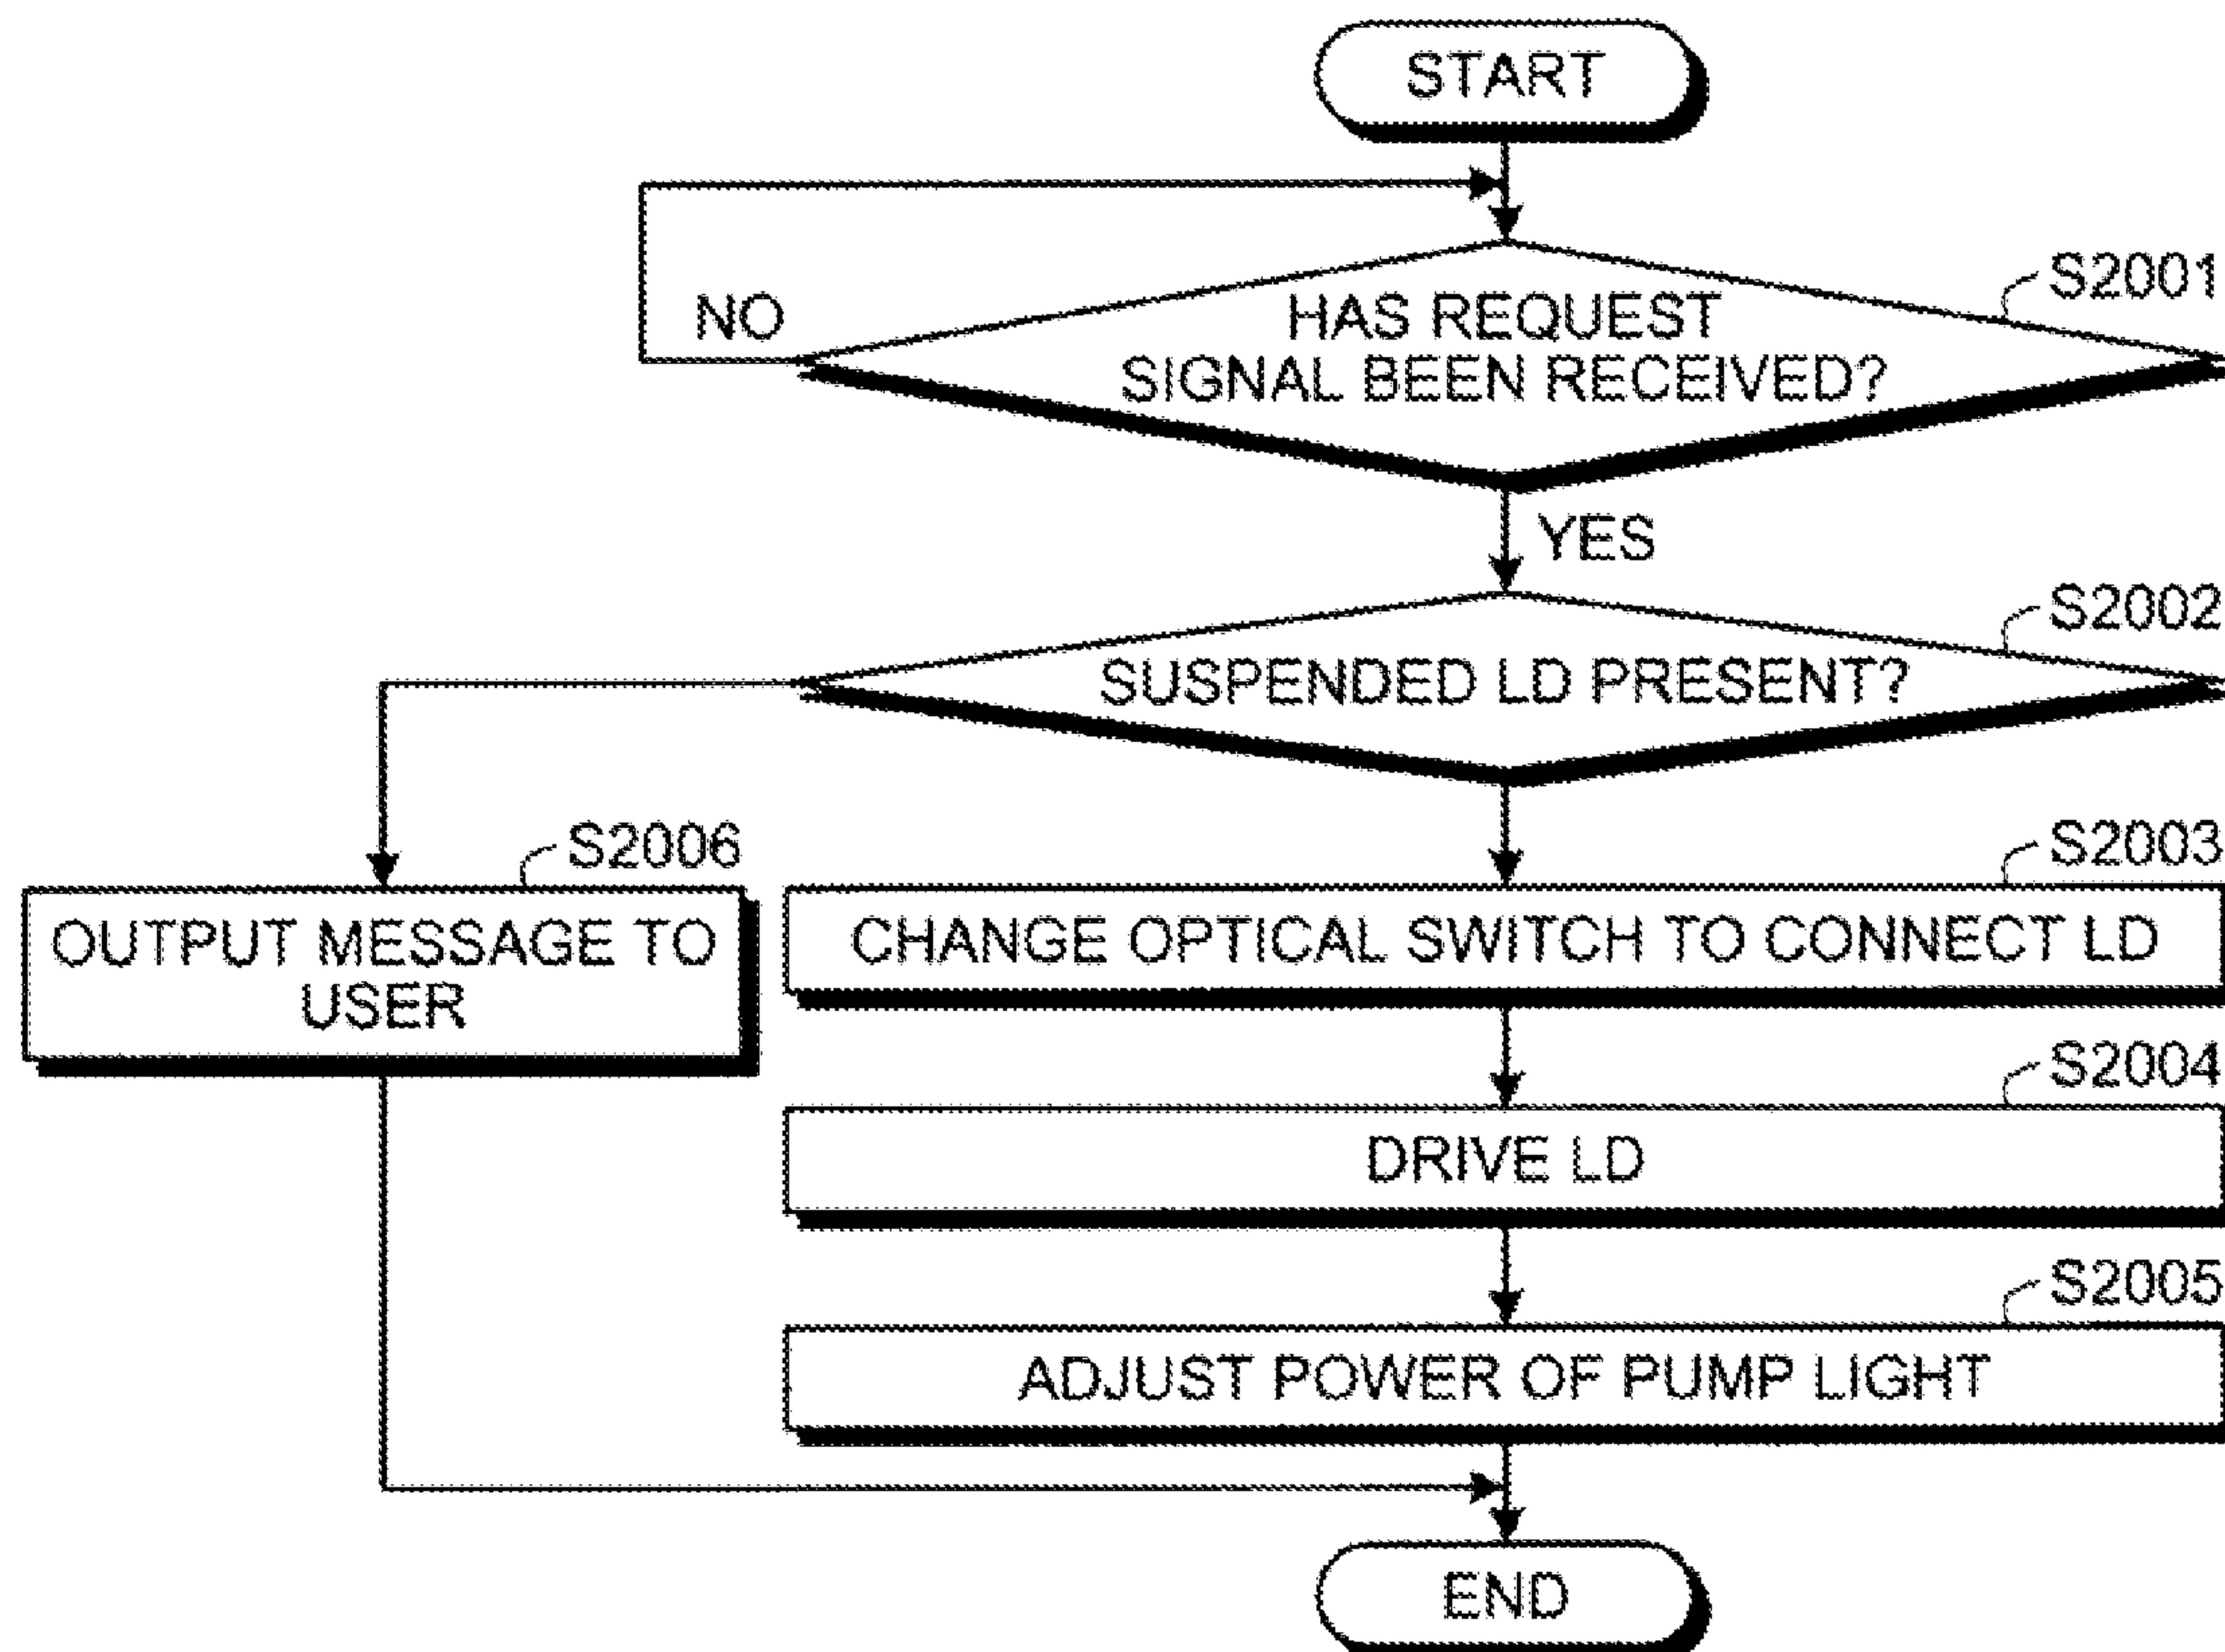 START
NO
HAS REQUEST
SIGNAL BEEN RECEIVED?
S2001
YES
SUSPENDED LD PRESENT?
S2002
S2006
OUTPUT MESSAGE TO
USER
S2003
CHANGE OPTICAL SWITCH TO CONNECT LD
S2004
DRIVE LD
S2005
ADJUST POWER OF PUMP LIGHT
END